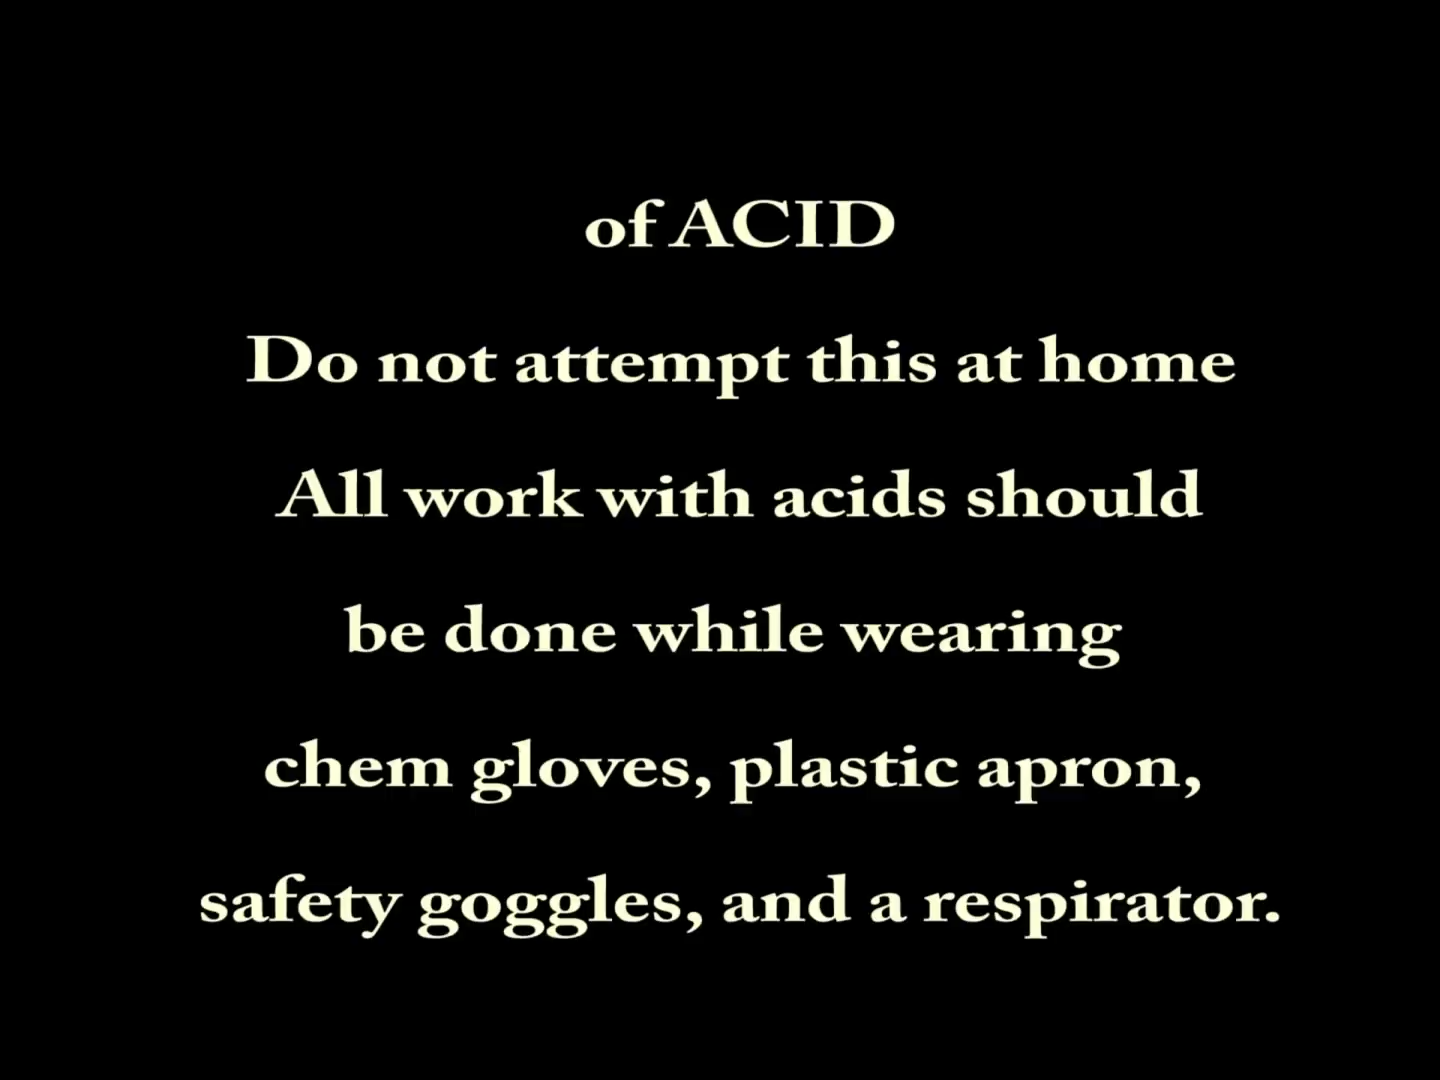 of ACID
Do not attempt this at home
All work with acids should
be done while wearing
chem gloves, plastic apron,
safety goggles, and a respirator.